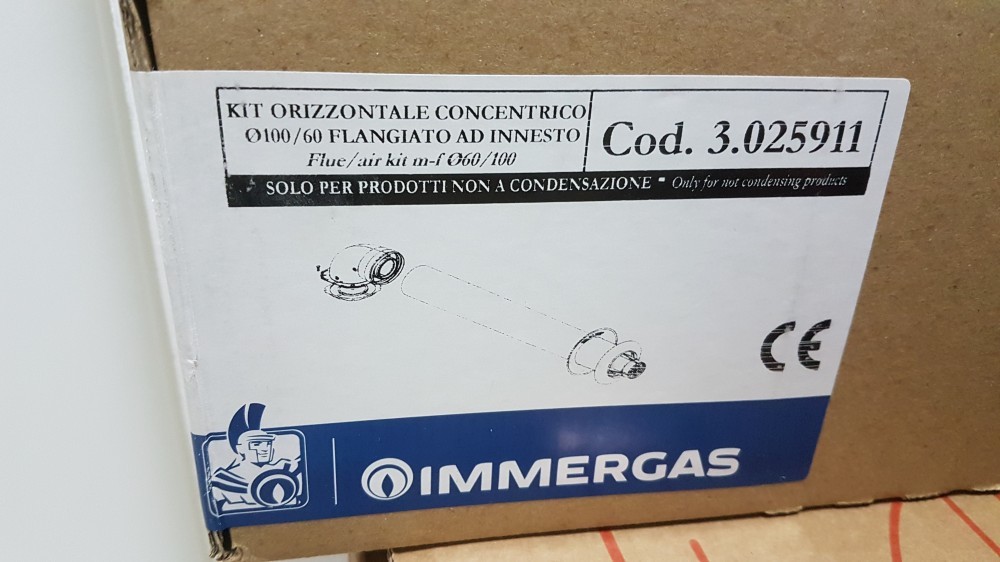 KIT ORIZZONTALE CONCENTRICO
Ø100/60 FLANGIATO AD INNESTO
Flue/air kit m-f Ø60/100
Cod. 3.025911
SOLO PER PRODOTTI NON A CONDENSAZIONE - Only for not condensing products
CE
IMMERGAS